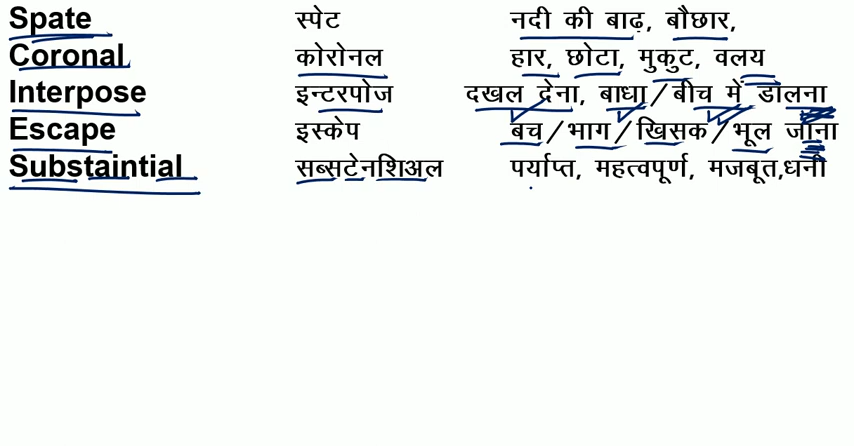 Spate स्पेट नदी की बाढ़, बौछार,
Coronal कोरोनल हार, छोटा, मुकुट, वलय
Interpose इन्टरपोज दखल देना, बाधा/बीच में डालना
Escape इस्केप बच/भाग/खिसक/भूल जाना
Substaintial सब्सटेनशिअल पर्याप्त, महत्वपूर्ण, मजबूत,धनी